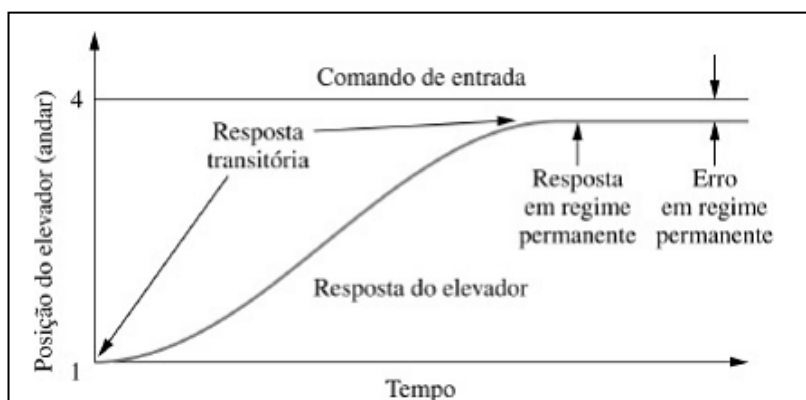 Posição do elevador (andar)
4
1
Comando de entrada
Resposta
transitória
Resposta
em regime
permanente
Erro
em regime
permanente
Resposta do elevador
Tempo